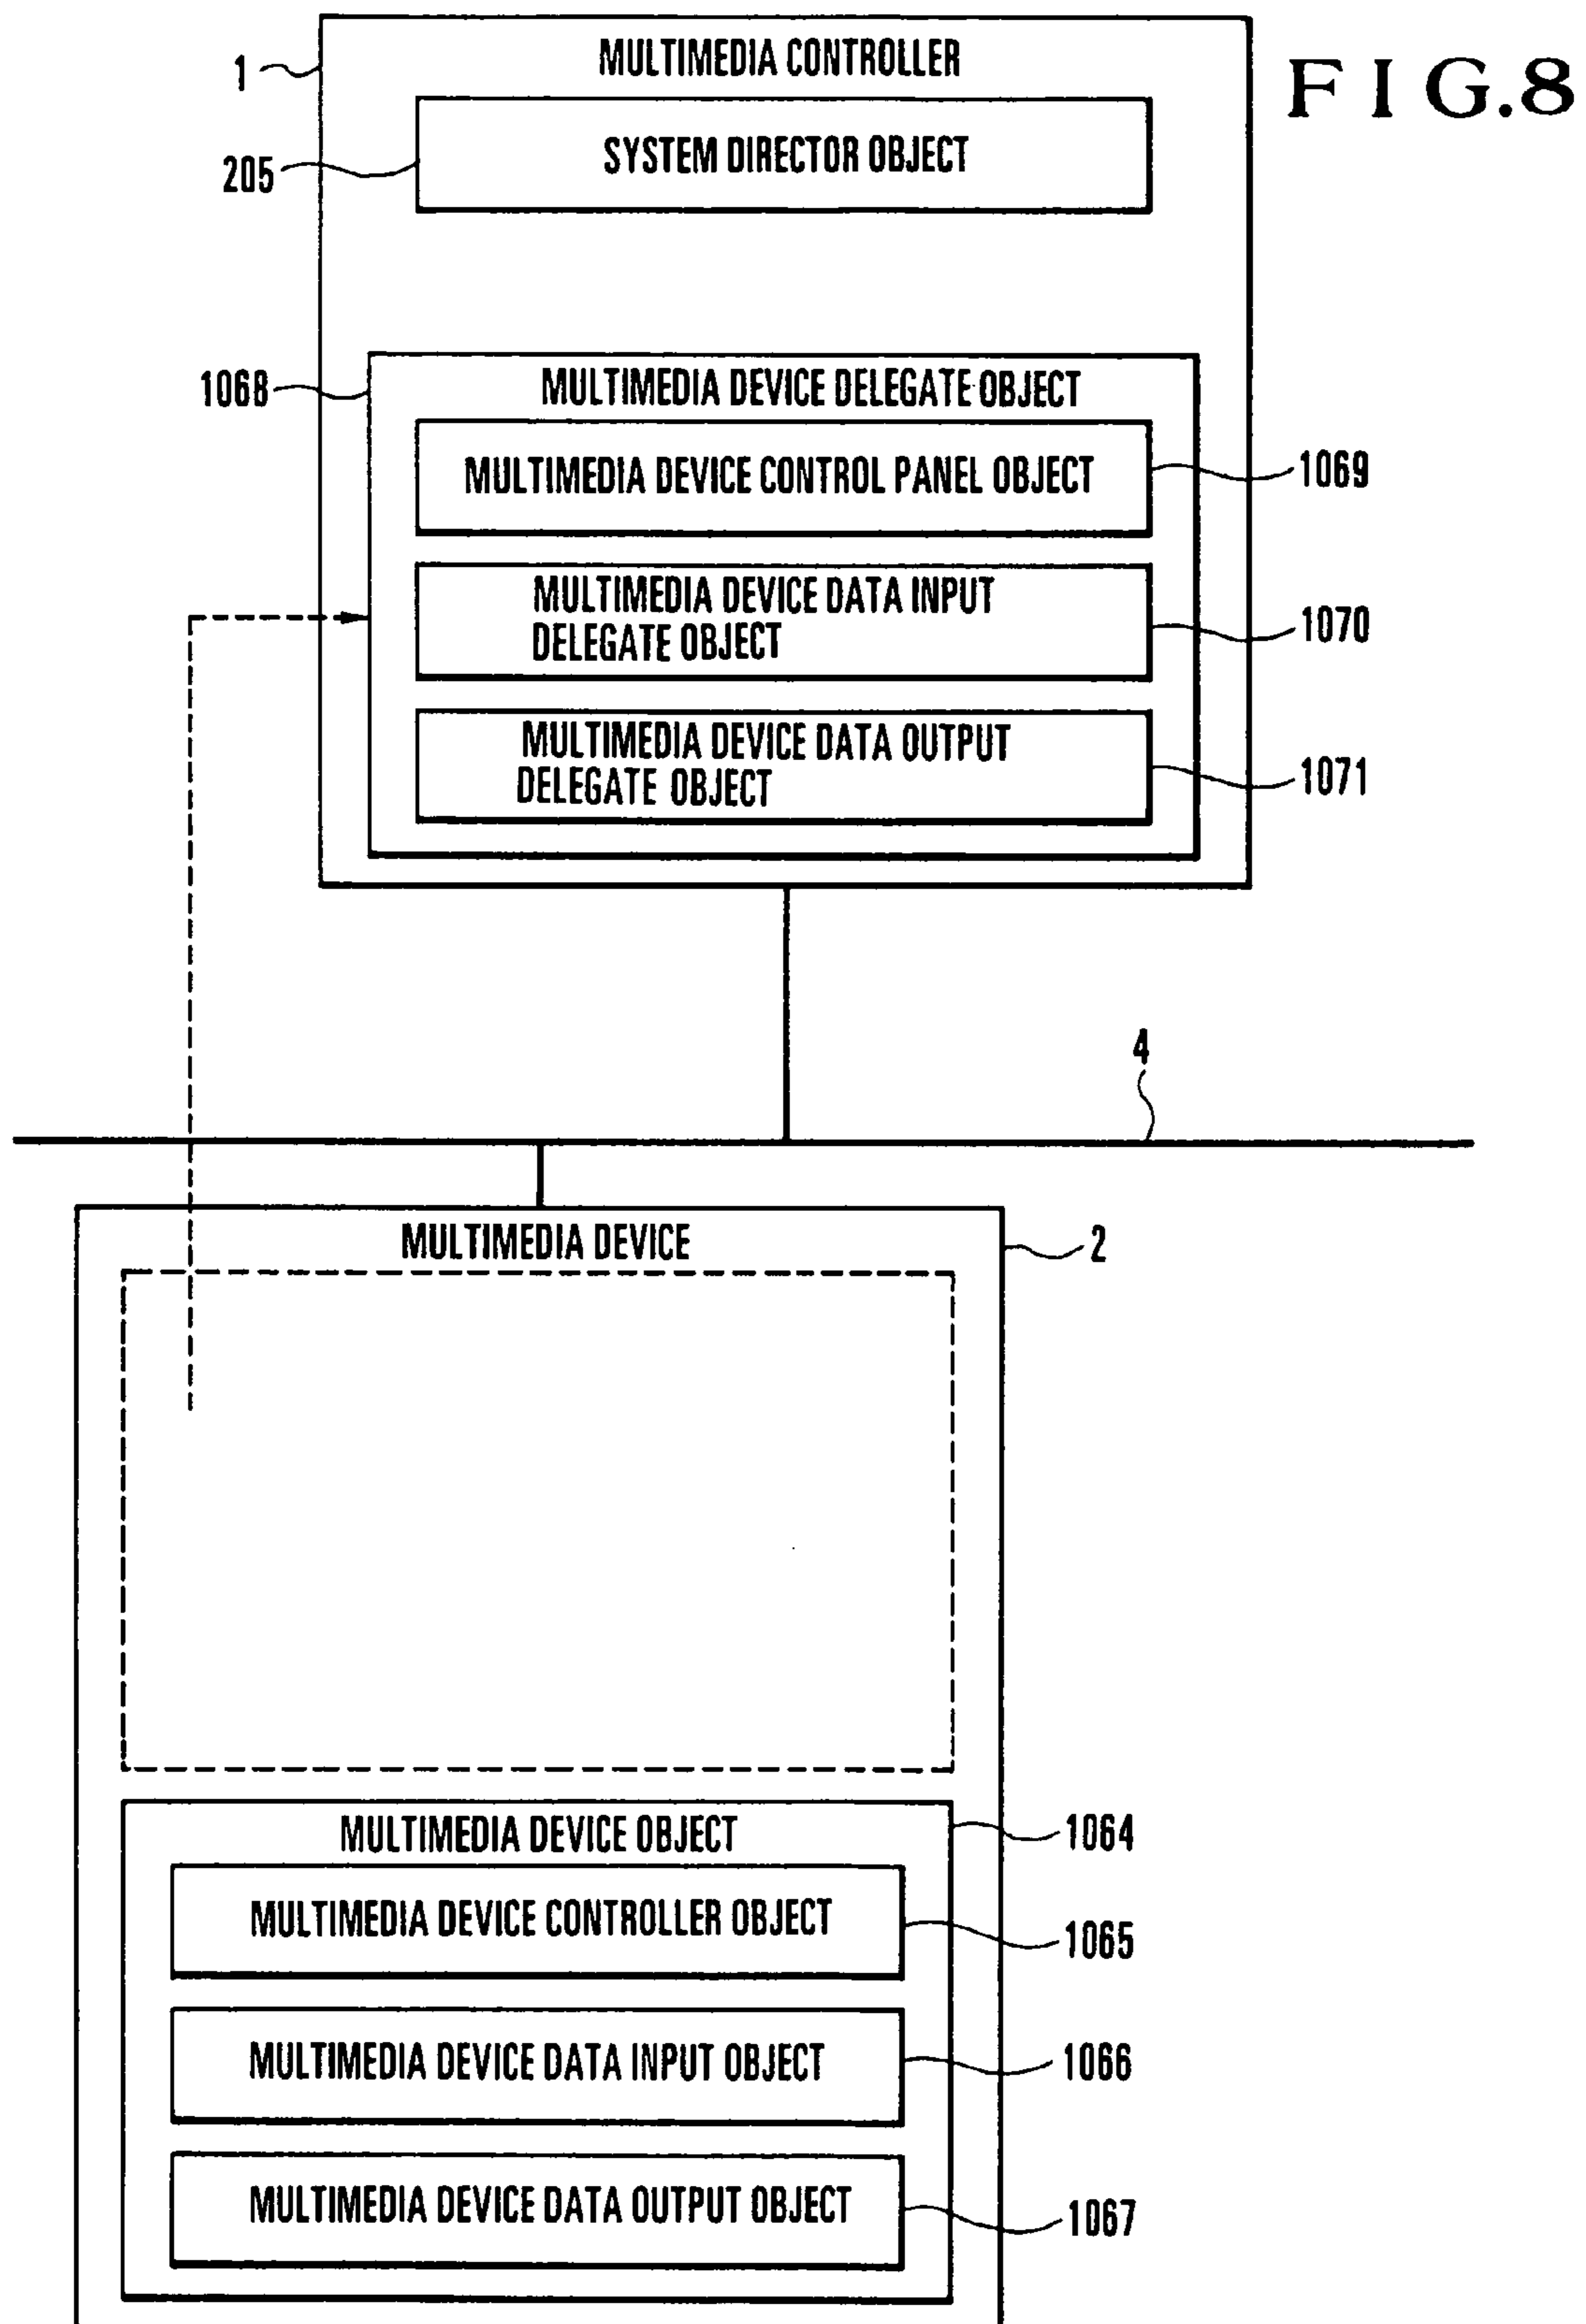 FIG.8
1
MULTIMEDIA CONTROLLER
205
SYSTEM DIRECTOR OBJECT
1068
MULTIMEDIA DEVICE DELEGATE OBJECT
MULTIMEDIA DEVICE CONTROL PANEL OBJECT
1069
MULTIMEDIA DEVICE DATA INPUT
DELEGATE OBJECT
1070
MULTIMEDIA DEVICE DATA OUTPUT
DELEGATE OBJECT
1071
4
MULTIMEDIA DEVICE
2
MULTIMEDIA DEVICE OBJECT
1064
MULTIMEDIA DEVICE CONTROLLER OBJECT
1065
MULTIMEDIA DEVICE DATA INPUT OBJECT
1066
MULTIMEDIA DEVICE DATA OUTPUT OBJECT
1067